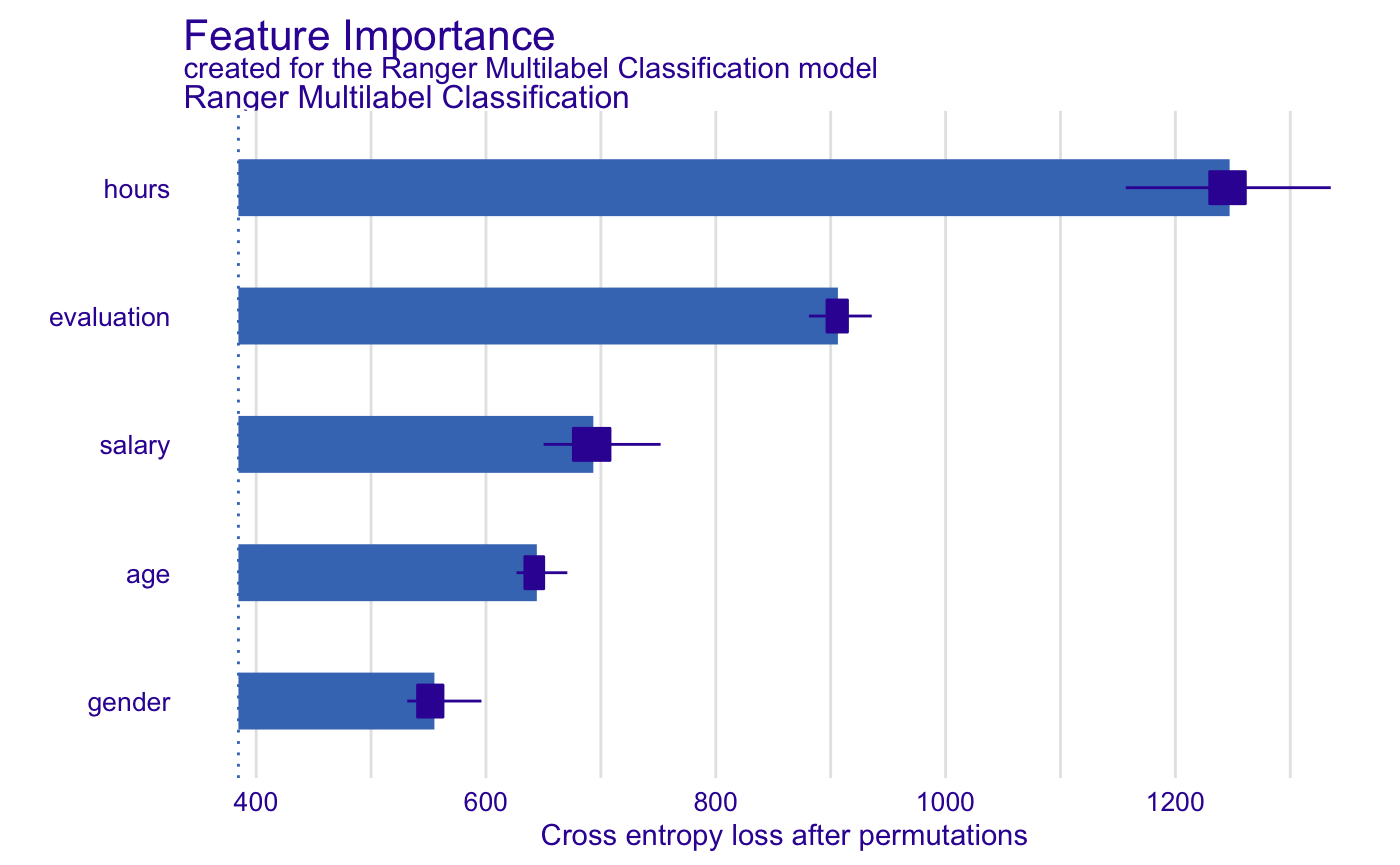 Feature Importance
created for the Ranger Multilabel Classification model
Ranger Multilabel Classification
hours
evaluation
salary
age
gender
400 600 800 1000 1200
Cross entropy loss after permutations